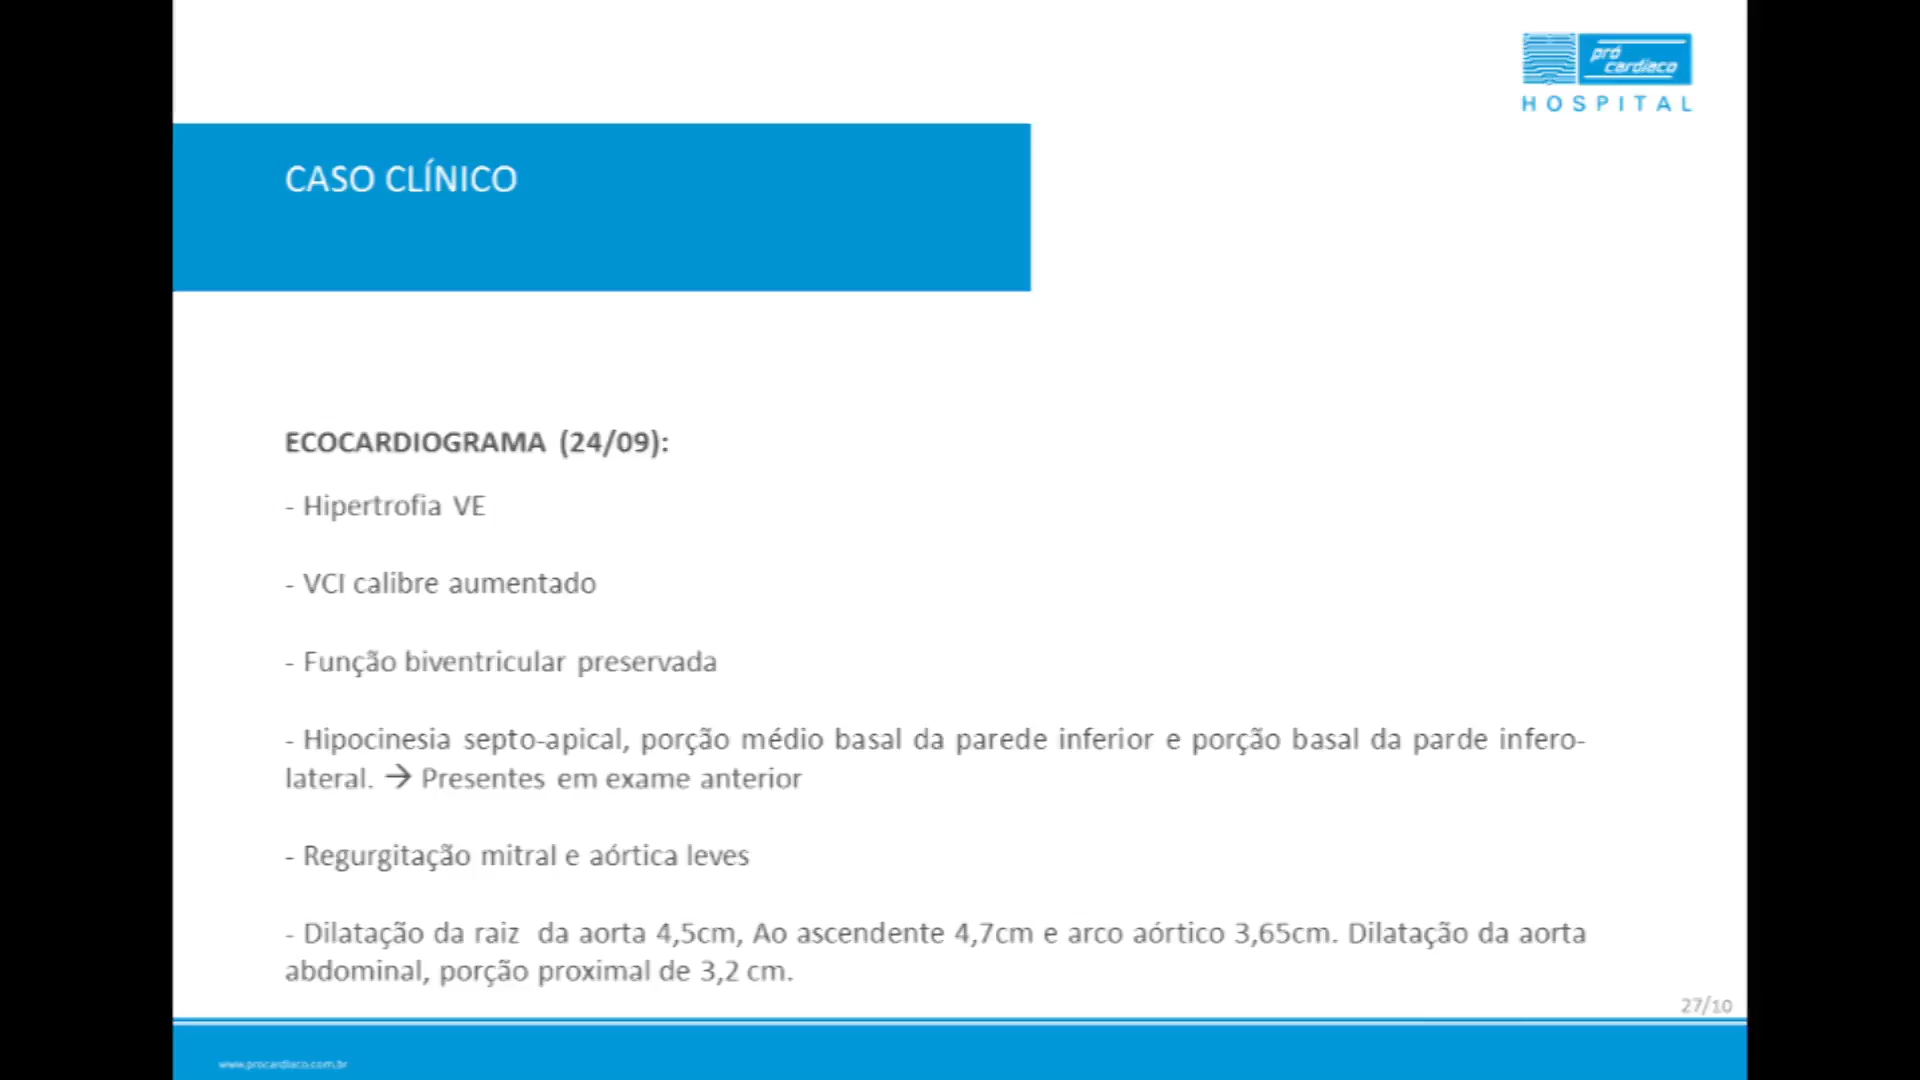 pró
cardíaco
HOSPITAL
CASO CLÍNICO
ECOCARDIOGRAMA (24/09):
- Hipertrofia VE
- VCI calibre aumentado
- Função biventricular preservada
- Hipocinesia septo-apical, porção médio basal da parede inferior e porção basal da parde infero-
lateral. → Presentes em exame anterior
- Regurgitação mitral e aórtica leves
- Dilatação da raiz da aorta 4,5cm, Ao ascendente 4,7cm e arco aórtico 3,65cm. Dilatação da aorta
abdominal, porção proximal de 3,2 cm.
27/10
www.procardiaco.com.br